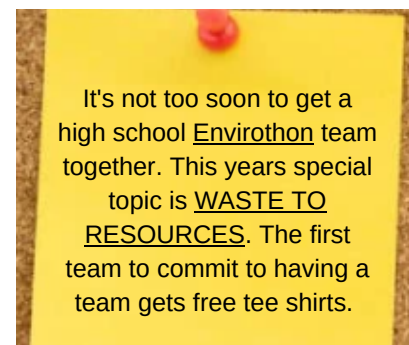 It's not too soon to get a
high school Envirothon team
together. This years special
topic is WASTE TO
RESOURCES. The first
team to commit to having a
team gets free tee shirts.